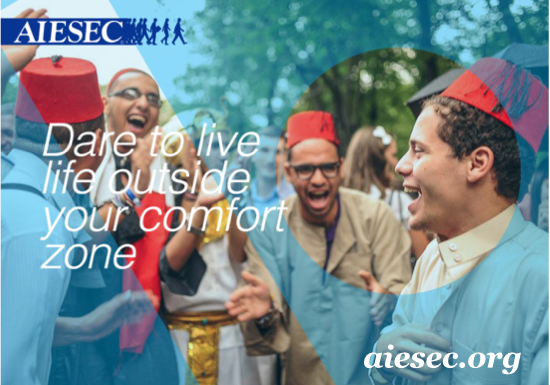 AIESEC
Dare to live
life outside
your comfort
zone
aiesec.org